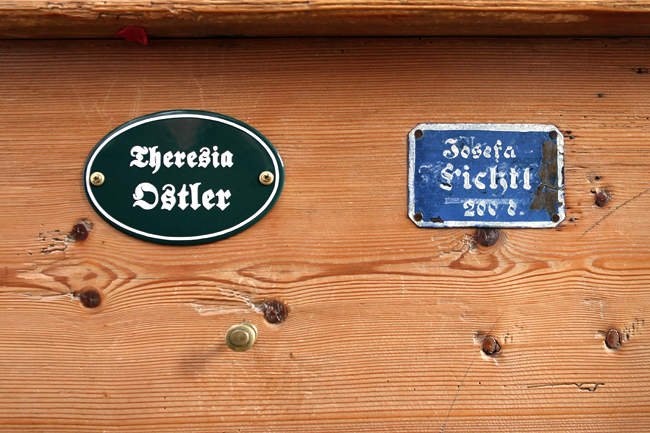 Theresia
Ostler
Josefa
Fichtl
200 d.